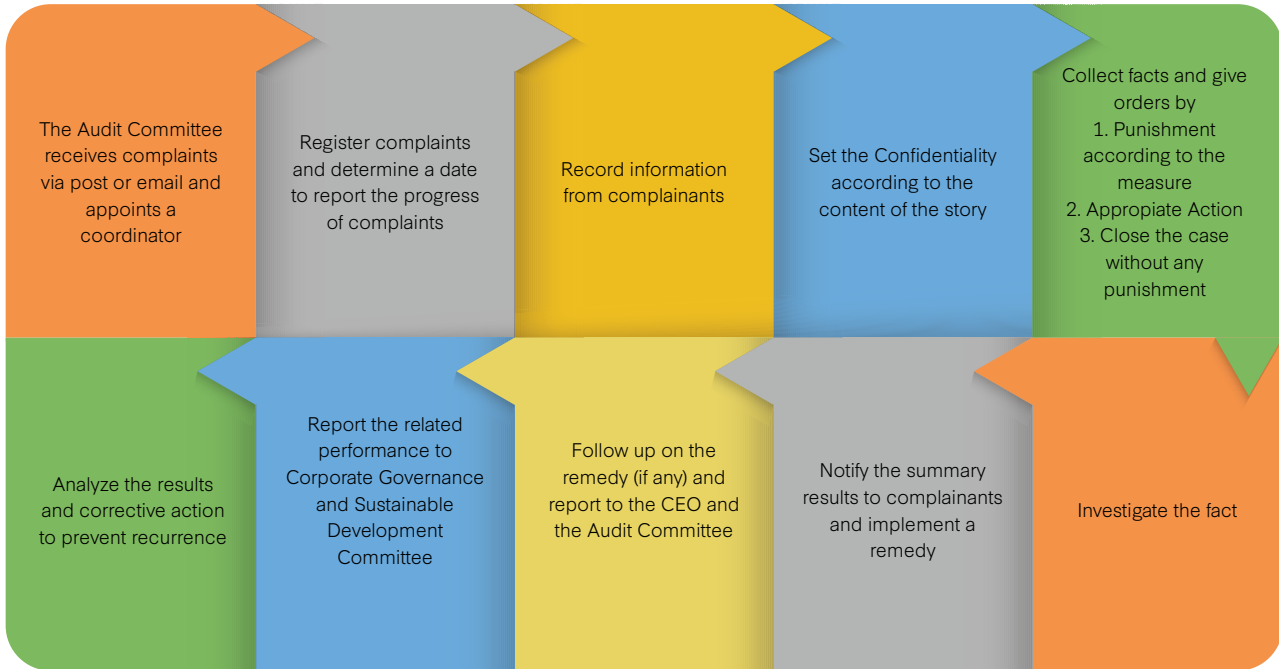 The Audit Committee
receives complaints
via post or email and
appoints a
coordinator
Register complaints
and determine a date
to report the progress
of complaints
Record information
from complainants
Set the Confidentiality
according to the
content of the story
Collect facts and give
orders by
1. Punishment
according to the
measure
2. Appropiate Action
3. Close the case
without any
punishment
Investigate the fact
Notify the summary
results to complainants
and implement a
remedy
Follow up on the
remedy (if any) and
report to the CEO and
the Audit Committee
Report the related
performance to
Corporate Governance
and Sustainable
Development
Committee
Analyze the results
and corrective action
to prevent recurrence